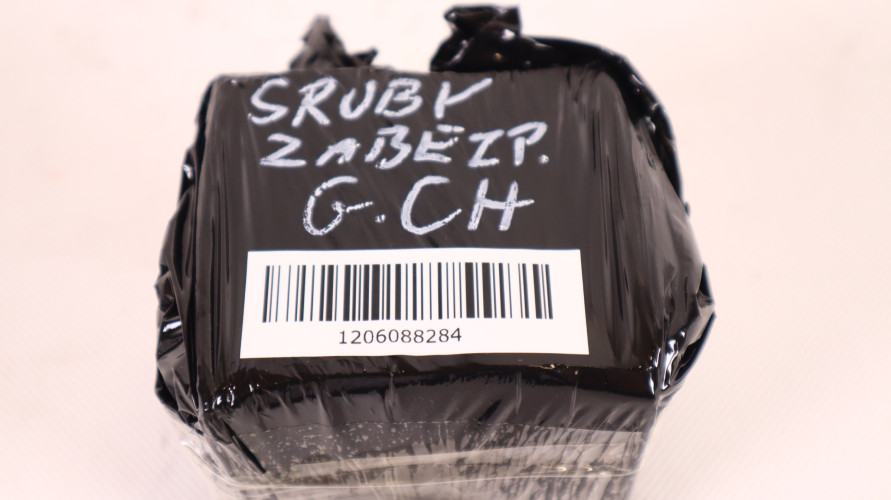 SRUBY
ZABEZP.
G.CH
1206088284